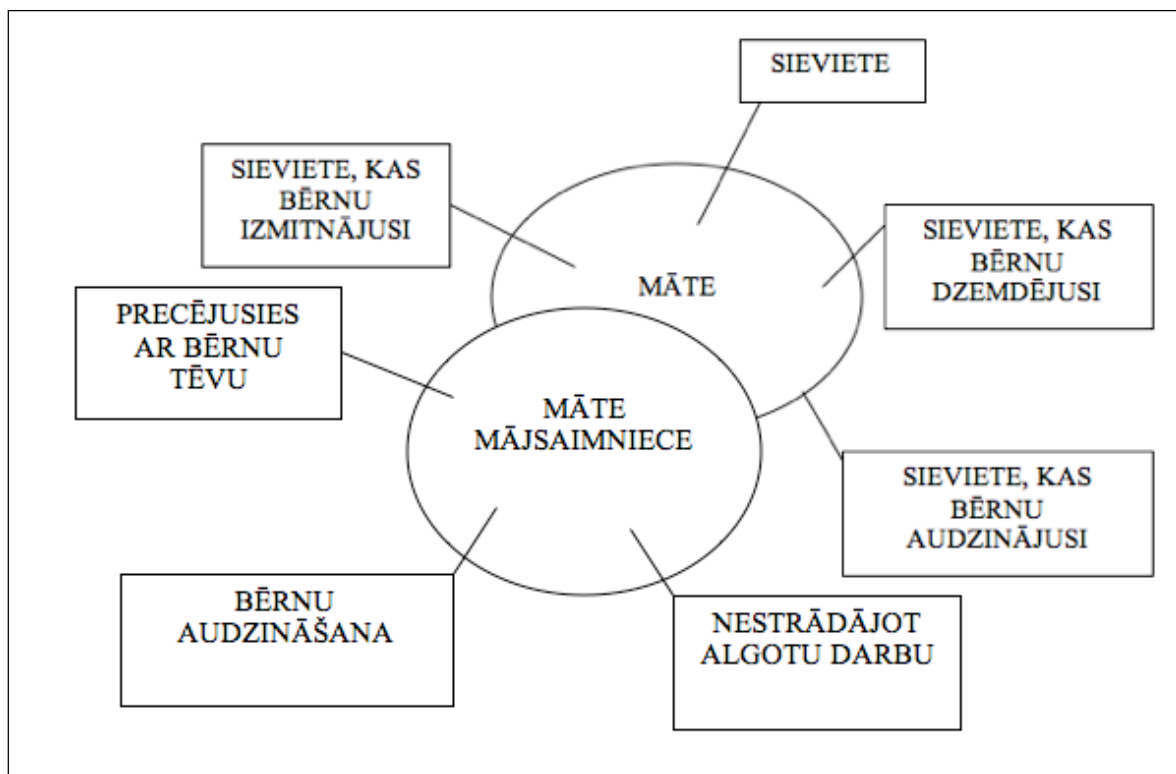 SIEVIETE
SIEVIETE, KAS
BĒRNU
IZMITNĀJUSI
SIEVIETE, KAS
BĒRNU
DZEMDĒJUSI
MĀTE
PRECĒJUSIES
AR BĒRNU
TĒVU
MĀTE
MĀJSAIMNIECE
SIEVIETE, KAS
BĒRNU
AUDZINĀJUSI
BĒRNU
AUDZINĀŠANA
NESTRĀDĀJOT
ALGOTU DARBU